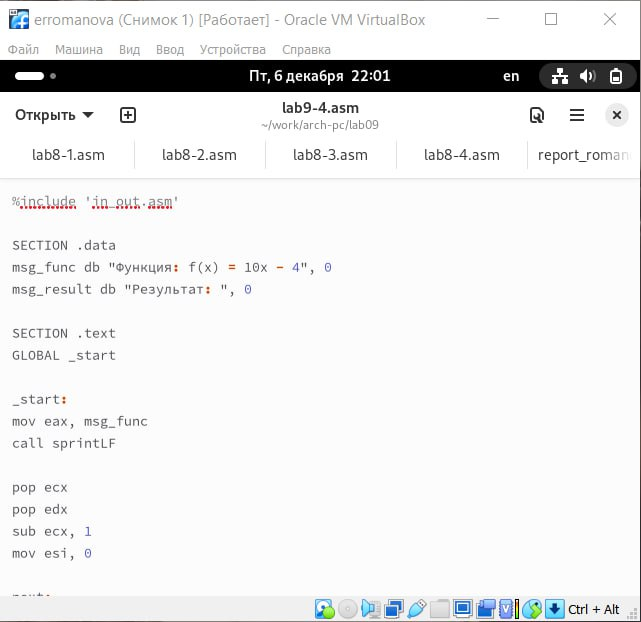 erromanova (Снимок 1) [Работает] - Oracle VM VirtualBox
Файл Машина Вид Ввод Устройства Справка
Пт, 6 декабря 22:01 en
Открыть lab9-4.asm
~/work/arch-pc/lab09
lab8-1.asm lab8-2.asm lab8-3.asm lab8-4.asm report_roman
%include 'in_out.asm'
SECTION .data
msg_func db "Функция: f(x) = 10x - 4", 0
msg_result db "Результат: ", 0
SECTION .text
GLOBAL _start
_start:
mov eax, msg_func
call sprintLF
pop ecx
pop edx
sub ecx, 1
mov esi, 0
Ctrl + Alt